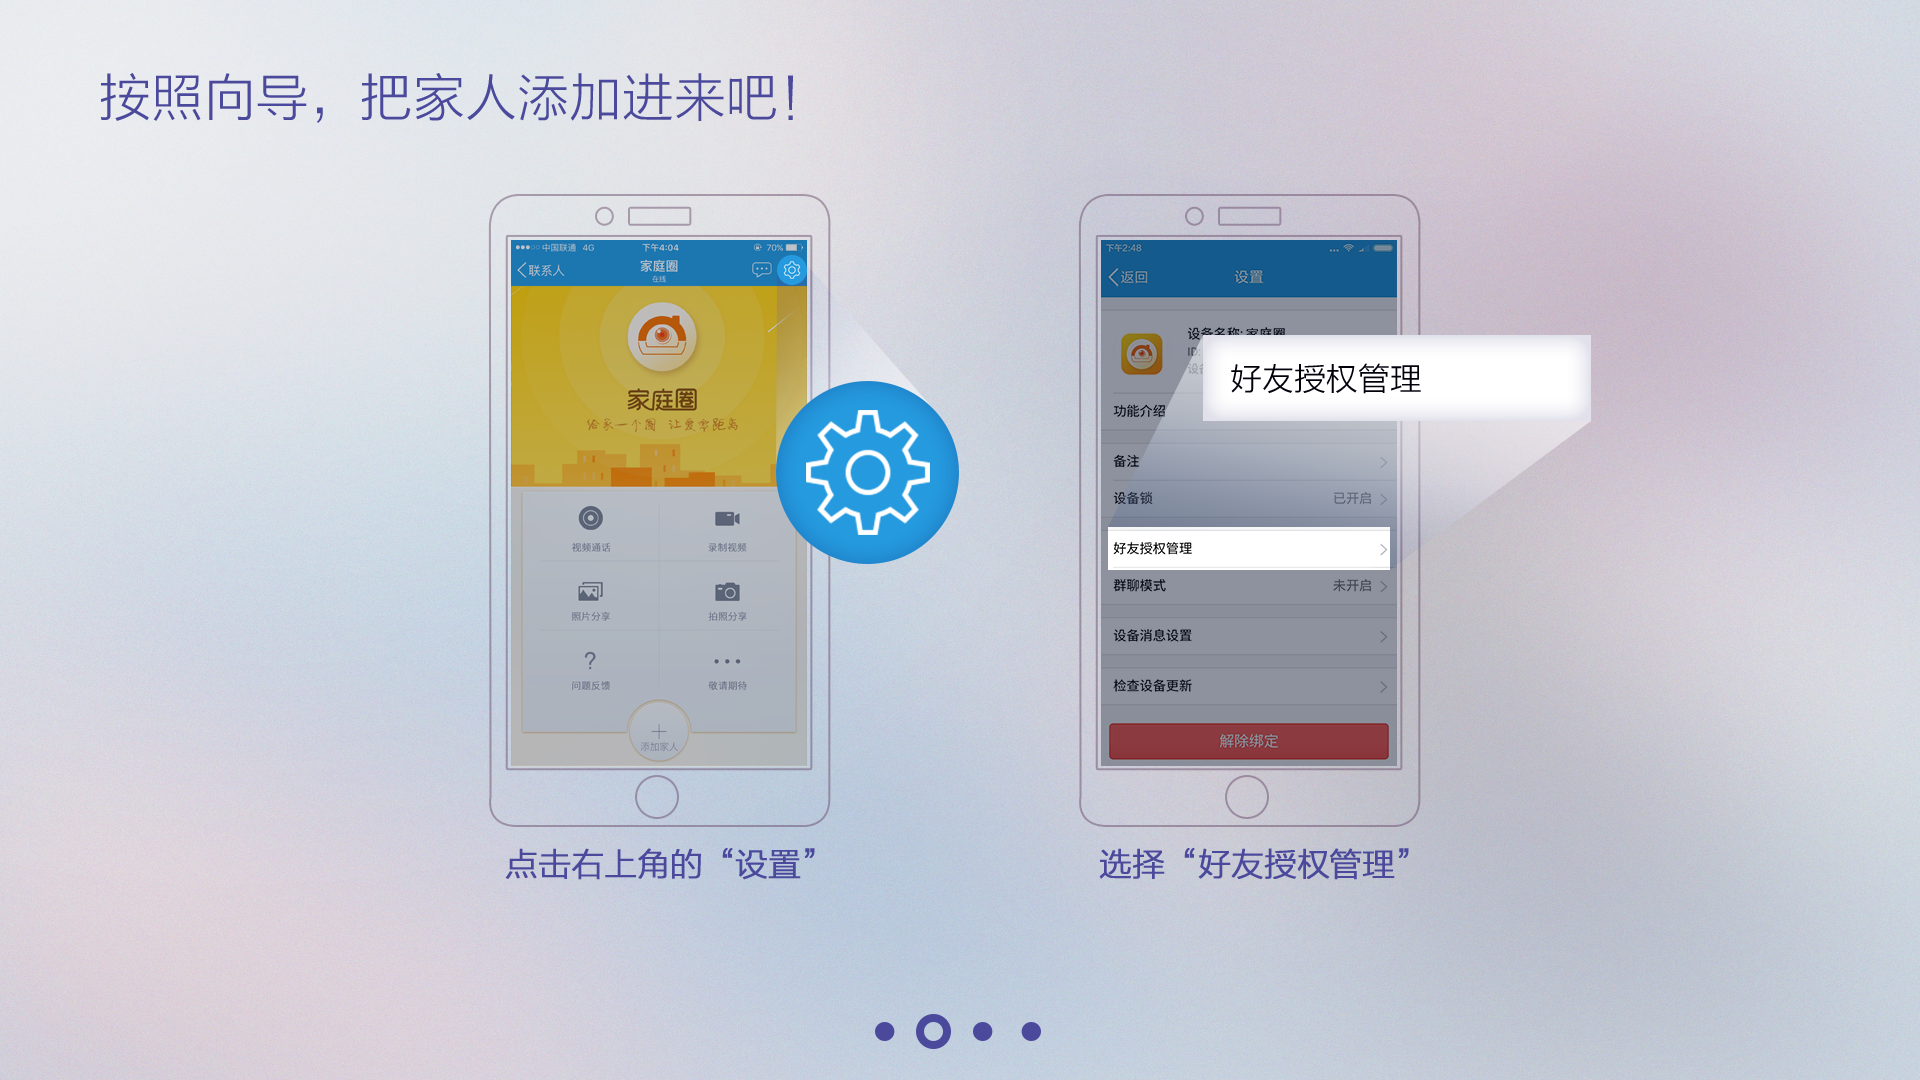 按照向导，把家人添加进来吧！
中国联通 4G 下午4:04 70%
联系人 家庭圈
在线
家庭圈
给家一个圈 让爱零距离
视频通话 录制视频
照片分享 拍照分享
问题反馈 敬请期待
添加家人
点击右上角的“设置”
下午2:48
返回 设置
设备名称: 家庭圈
ID:
好友授权管理
功能介绍
备注
设备锁 已开启
好友授权管理
群聊模式 未开启
设备消息设置
检查设备更新
解除绑定
选择“好友授权管理”